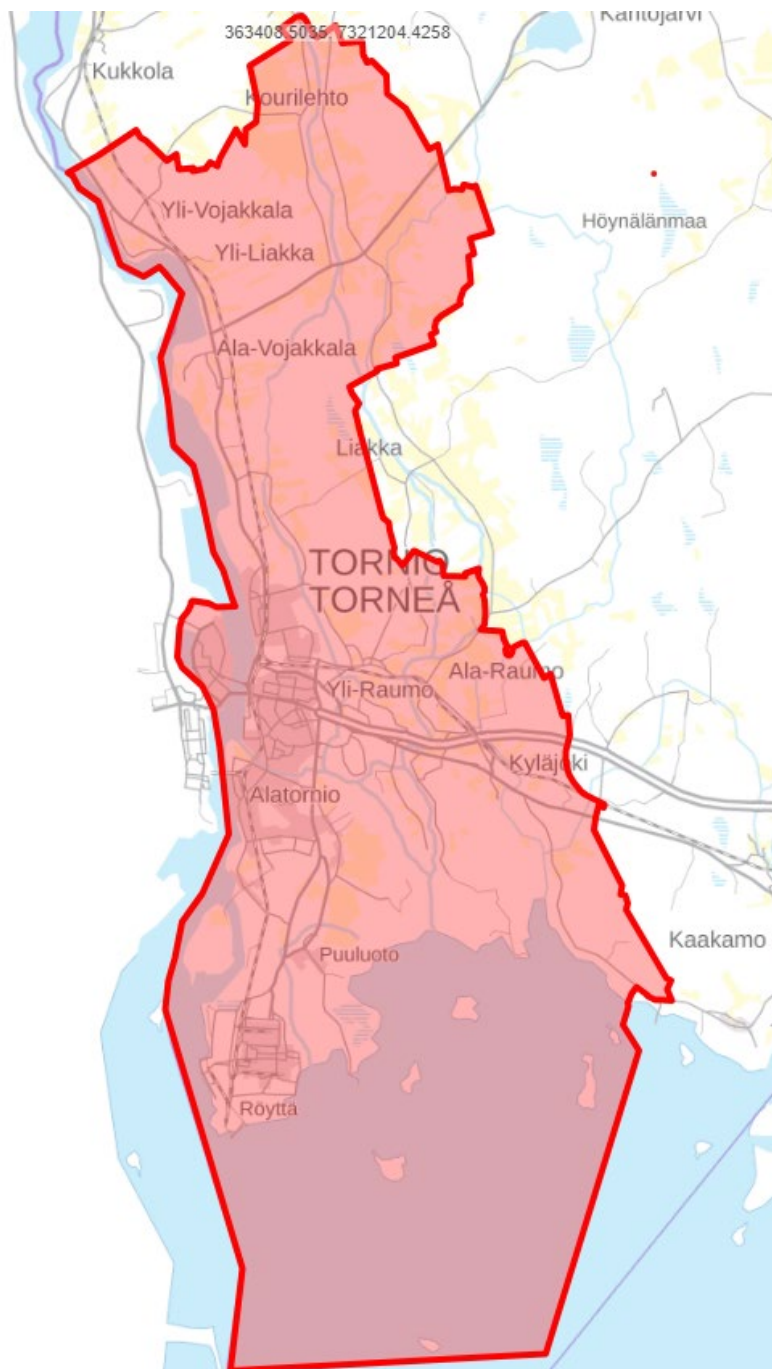 Kantojärvi
363408.5035, 7321204.4258
Kukkola
Kourilehto
Yli-Vojakkala
Höynälänmaa
Yli-Liakka
Ala-Vojakkala
Liakka
TORNIO
TORNEÅ
Ala-Raumo
Yli-Raumo
Kyläjoki
Alatornio
Kaakamo
Puuluoto
Röyttä